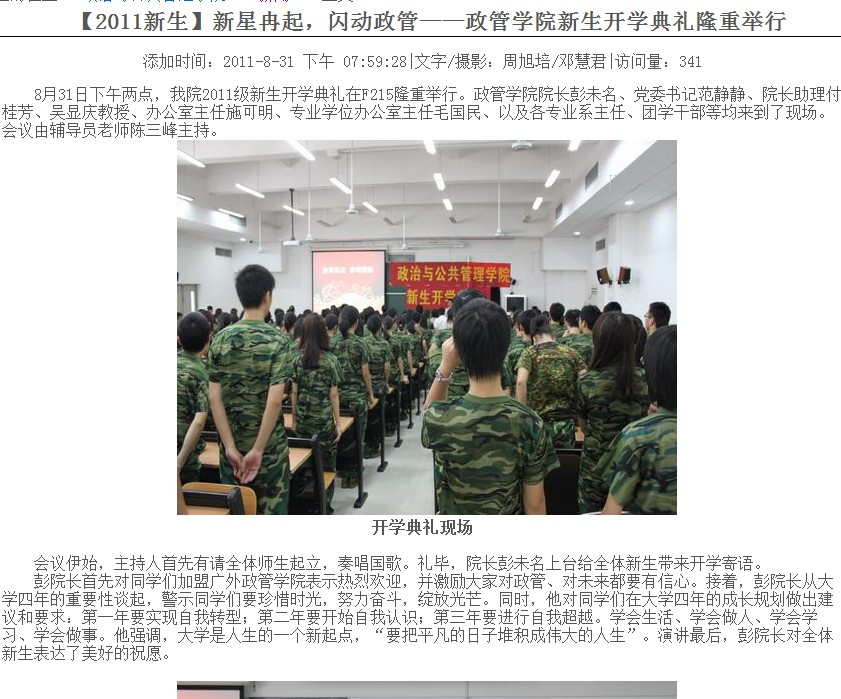 【2011新生】新星冉起，闪动政管——政管学院新生开学典礼隆重举行
添加时间：2011-8-31 下午 07:59:28|文字/摄影：周旭培/邓慧君|访问量：341
8月31日下午两点，我院2011级新生开学典礼在F215隆重举行。政管学院院长彭未名、党委书记范静静、院长助理付
桂芳、吴显庆教授、办公室主任施可明、专业学位办公室主任毛国民、以及各专业系主任、团学干部等均来到了现场。
会议由辅导员老师陈三峰主持。
政治与公共管理学院
新生开学
开学典礼现场
会议伊始，主持人首先有请全体师生起立，奏唱国歌。礼毕，院长彭未名上台给全体新生带来开学寄语。
彭院长首先对同学们加盟广外政管学院表示热烈欢迎，并激励大家对政管、对未来都要有信心。接着，彭院长从大
学四年的重要性谈起，警示同学们要珍惜时光，努力奋斗，绽放光芒。同时，他对同学们在大学四年的成长规划做出建
议和要求：第一年要实现自我转型；第二年要开始自我认识；第三年要进行自我超越。学会生活、学会做人、学会学
习、学会做事。他强调，大学是人生的一个新起点，“要把平凡的日子堆积成伟大的人生”。演讲最后，彭院长对全体
新生表达了美好的祝愿。